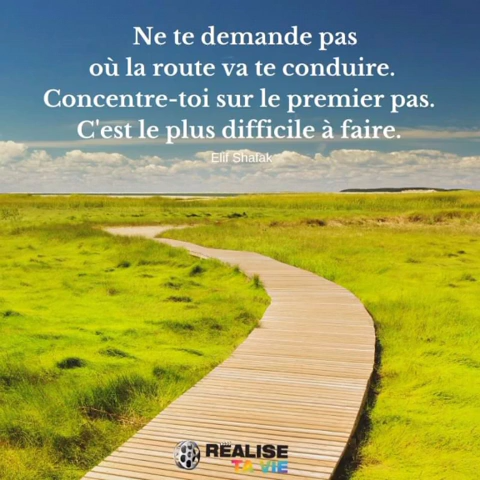 Ne te demande pas
où la route va te conduire.
Concentre-toi sur le premier pas.
C'est le plus difficile à faire.
Elif Shafak
REALISE
TA VIE